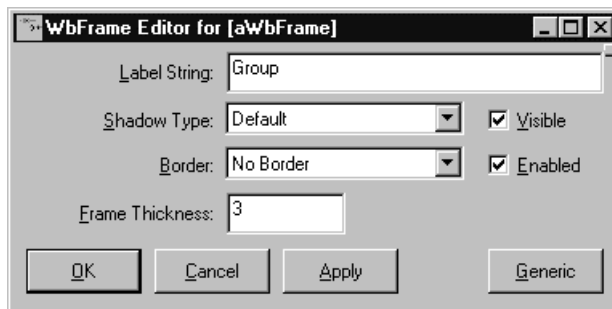 WbFrame Editor for [aWbFrame]
Label String: Group
Shadow Type: Default Visible
Border: No Border Enabled
Frame Thickness: 3
OK Cancel Apply Generic